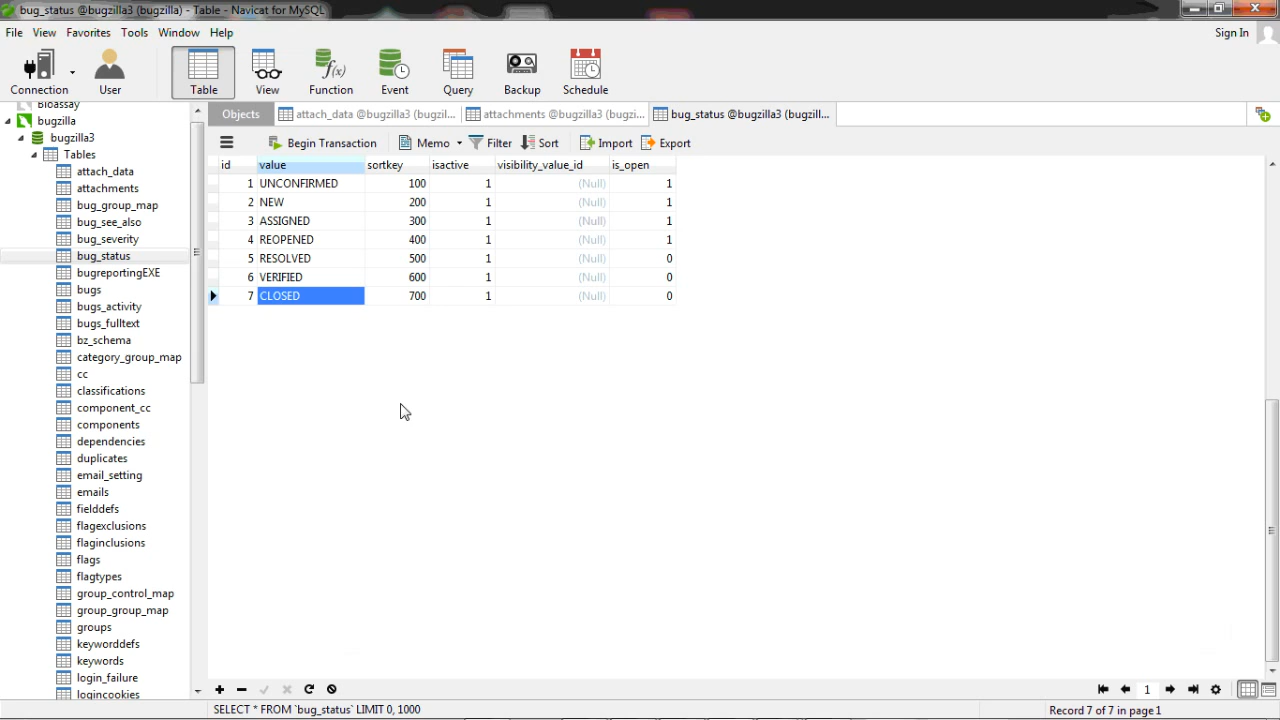 bug_status @bugzilla3 (bugzilla) - Table - Navicat for MySQL
File View Favorites Tools Window Help
Sign In
Connection User Table View Function Event Query Backup Schedule
f(x)
Bioassay
bugzilla
bugzilla3
Tables
attach_data
attachments
bug_group_map
bug_see_also
bug_severity
bug_status
bugreportingEXE
bugs
bugs_activity
bugs_fulltext
bz_schema
category_group_map
cc
classifications
component_cc
components
dependencies
duplicates
email_setting
emails
fielddefs
flagexclusions
flaginclusions
flags
flagtypes
group_control_map
group_group_map
groups
keyworddefs
keywords
login_failure
logincookies
Objects attach_data @bugzilla3 (bugzil... attachments @bugzilla3 (bugzil... bug_status @bugzilla3 (bugzill...
Begin Transaction Memo Filter Sort Import Export
id value sortkey isactive visibility_value_id is_open
1 UNCONFIRMED 100 1 (Null) 1
2 NEW 200 1 (Null) 1
3 ASSIGNED 300 1 (Null) 1
4 REOPENED 400 1 (Null) 1
5 RESOLVED 500 1 (Null) 0
6 VERIFIED 600 1 (Null) 0
7 CLOSED 700 1 (Null) 0
1
SELECT * FROM `bug_status` LIMIT 0, 1000
Record 7 of 7 in page 1